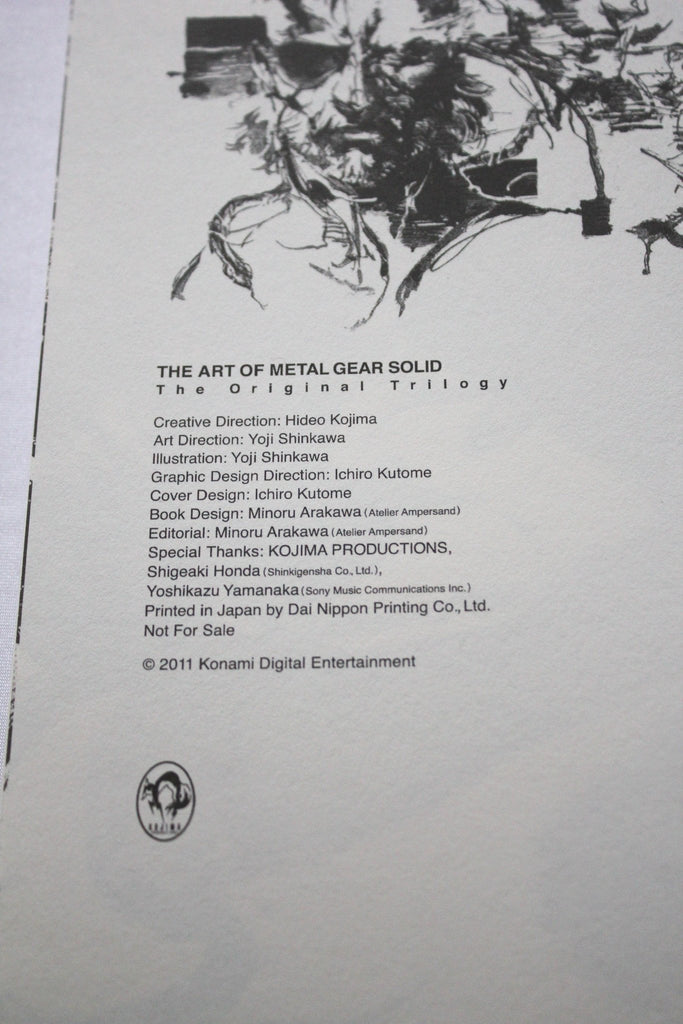 THE ART OF METAL GEAR SOLID
The Original Trilogy
Creative Direction: Hideo Kojima
Art Direction: Yoji Shinkawa
Illustration: Yoji Shinkawa
Graphic Design Direction: Ichiro Kutome
Cover Design: Ichiro Kutome
Book Design: Minoru Arakawa (Atelier Ampersand)
Editorial: Minoru Arakawa (Atelier Ampersand)
Special Thanks: KOJIMA PRODUCTIONS,
Shigeaki Honda (Shinkigensha Co., Ltd.),
Yoshikazu Yamanaka (Sony Music Communications Inc.)
Printed in Japan by Dai Nippon Printing Co., Ltd.
Not For Sale
© 2011 Konami Digital Entertainment
KOJIMA